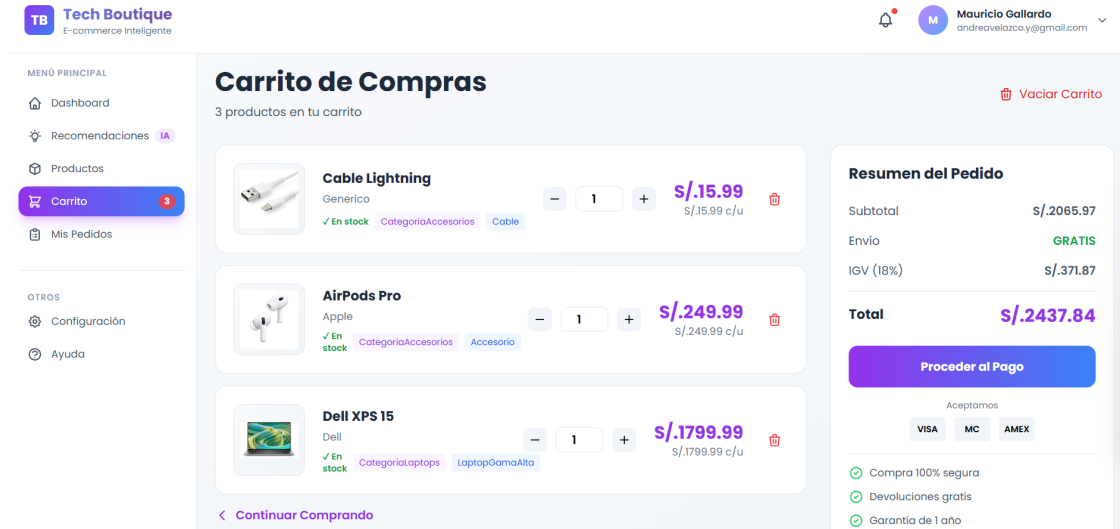 TB
Tech Boutique
E-commerce Inteligente
M
Mauricio Gallardo
andreavelazco.y@gmail.com
MENÚ PRINCIPAL
Dashboard
Recomendaciones IA
Productos
Carrito 3
Mis Pedidos
OTROS
Configuración
Ayuda
Carrito de Compras
3 productos en tu carrito
Vaciar Carrito
Cable Lightning
Generico
✓ En stock CategoriaAccesorios Cable
− 1 +
S/.15.99
S/.15.99 c/u
AirPods Pro
Apple
✓ En
stock CategoriaAccesorios Accesorio
− 1 +
S/.249.99
S/.249.99 c/u
Dell XPS 15
Dell
✓ En
stock CategoriaLaptops LaptopGamaAlta
− 1 +
S/.1799.99
S/.1799.99 c/u
Continuar Comprando
Resumen del Pedido
Subtotal S/.2065.97
Envío GRATIS
IGV (18%) S/.371.87
Total S/.2437.84
Proceder al Pago
Aceptamos
VISA MC AMEX
Compra 100% segura
Devoluciones gratis
Garantía de 1 año